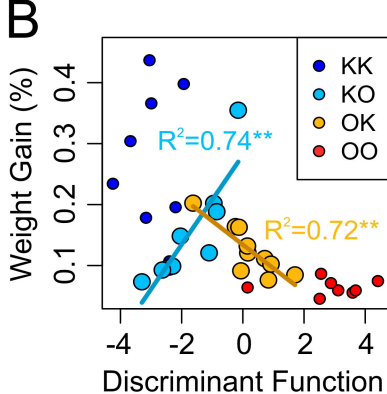 B
Weight Gain (%)
0.4
0.3
0.2
0.1
KK
KO
OK
OO
R²=0.74**
R²=0.72**
-4 -2 0 2 4
Discriminant Function